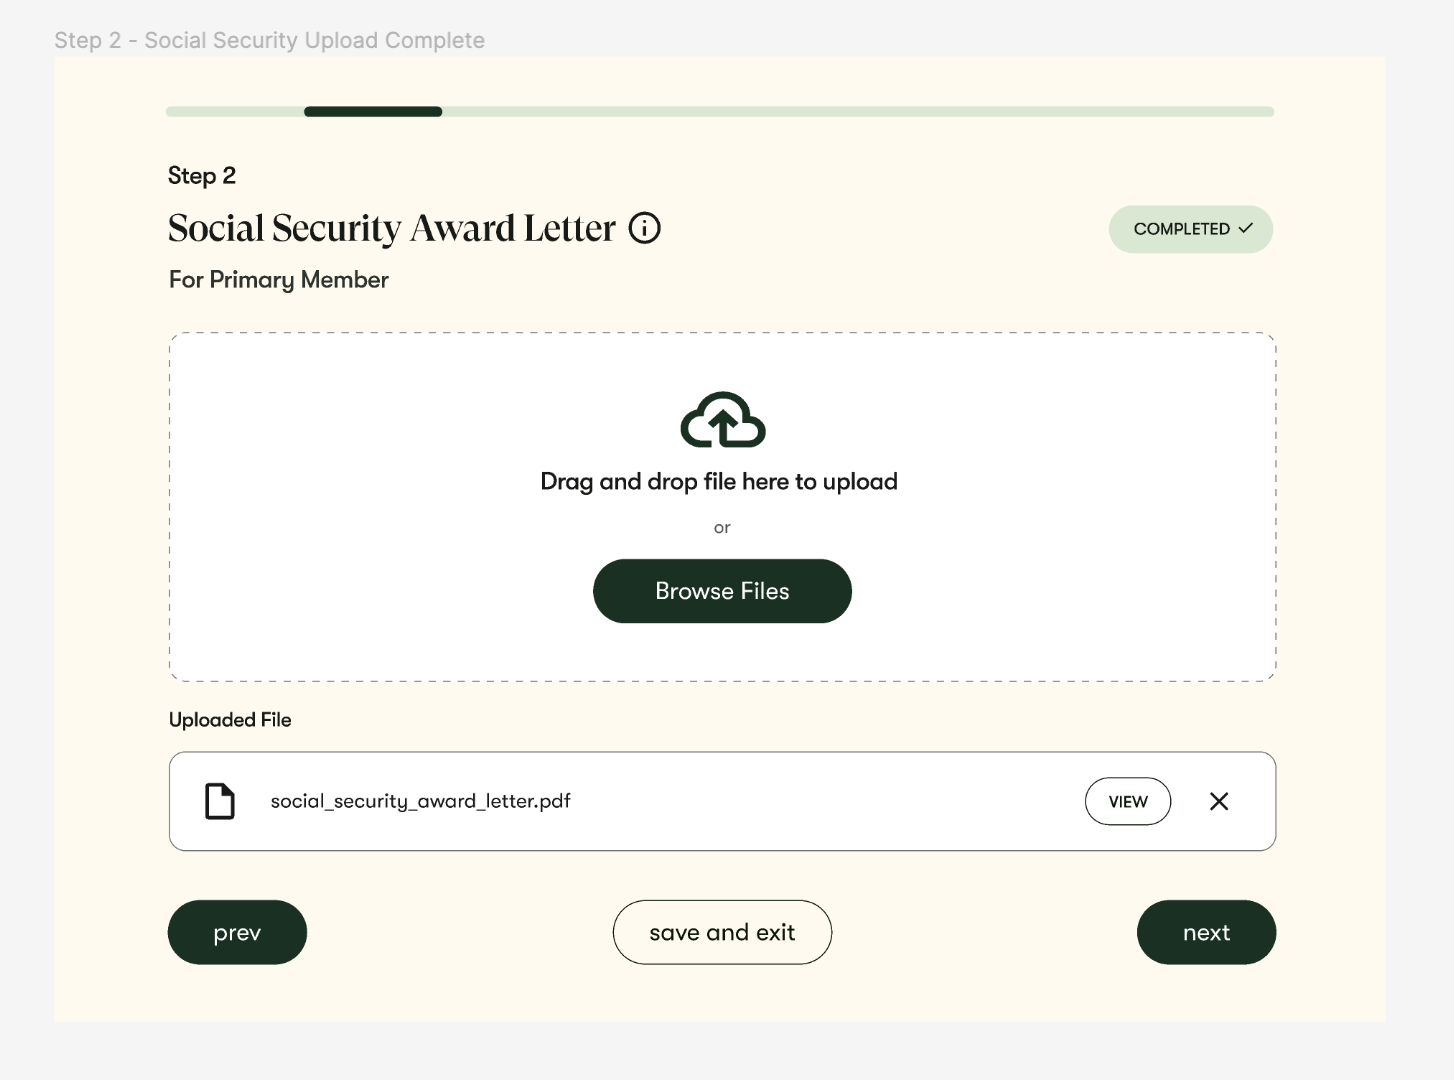 Step 2 - Social Security Upload Complete
Step 2
Social Security Award Letter
COMPLETED
For Primary Member
Drag and drop file here to upload
or
Browse Files
Uploaded File
social_security_award_letter.pdf
VIEW
prev
save and exit
next